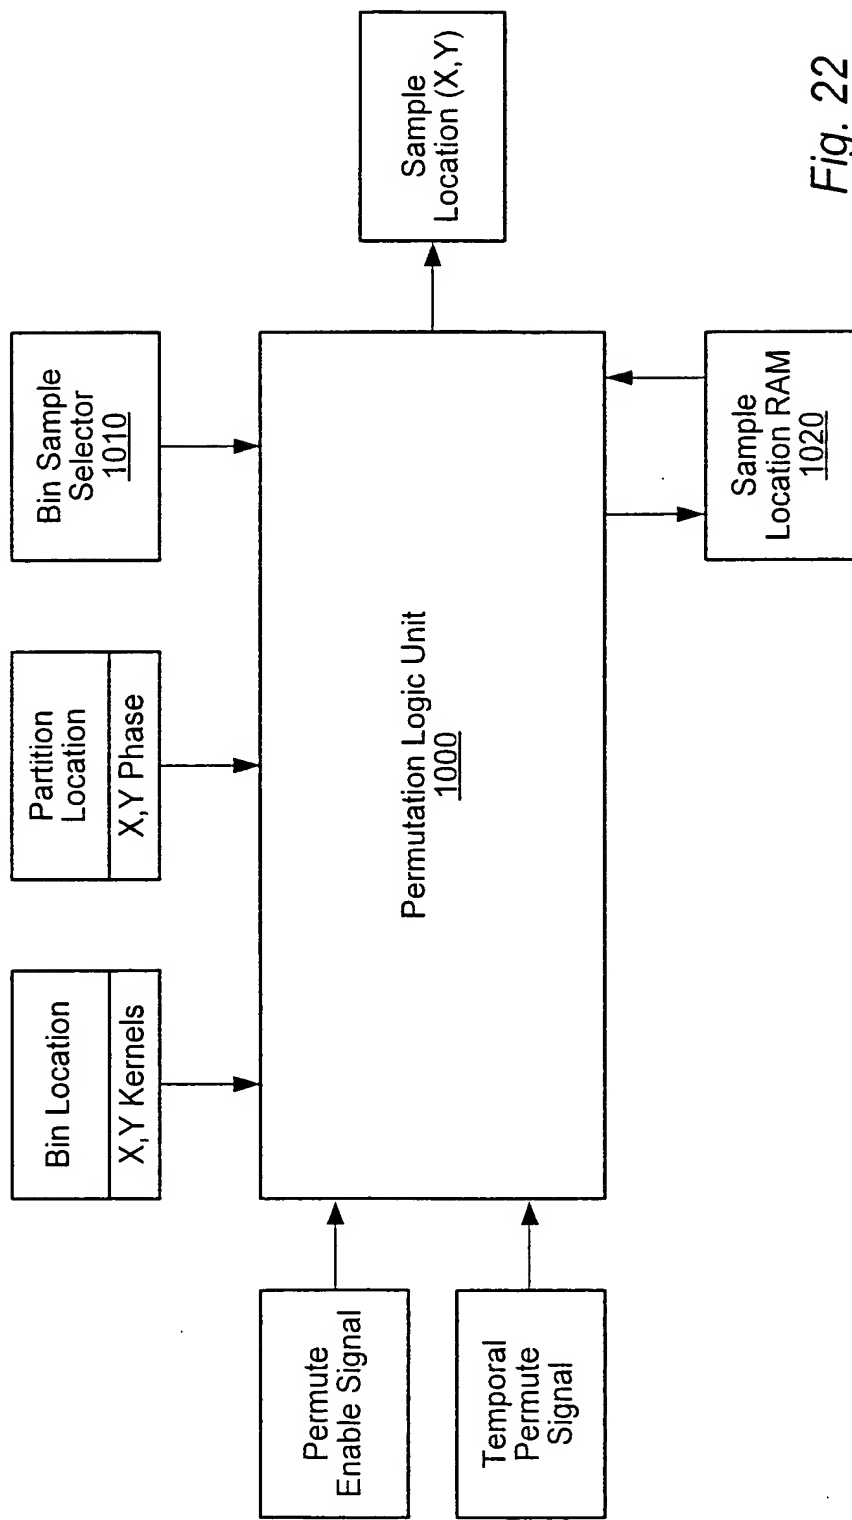 Bin Location
X,Y Kernels
Partition
Location
X,Y Phase
Bin Sample
Selector
1010
Permute
Enable Signal
Temporal
Permute
Signal
Permutation Logic Unit
1000
Sample
Location (X,Y)
Sample
Location RAM
1020
Fig. 22